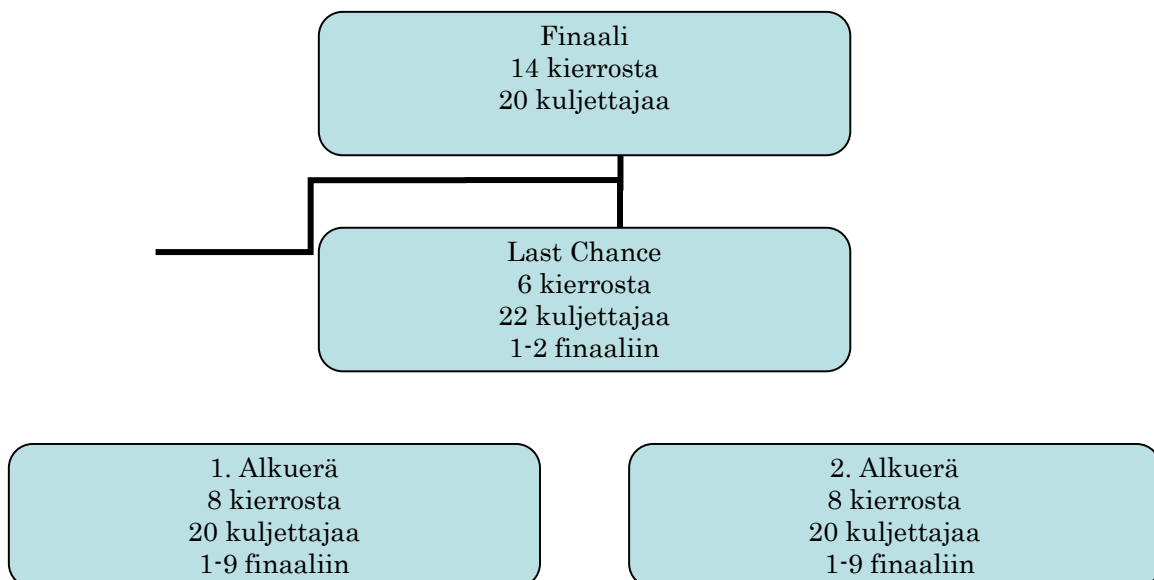 Finaali
14 kierrosta
20 kuljettajaa
Last Chance
6 kierrosta
22 kuljettajaa
1-2 finaaliin
1. Alkuerä
8 kierrosta
20 kuljettajaa
1-9 finaaliin
2. Alkuerä
8 kierrosta
20 kuljettajaa
1-9 finaaliin